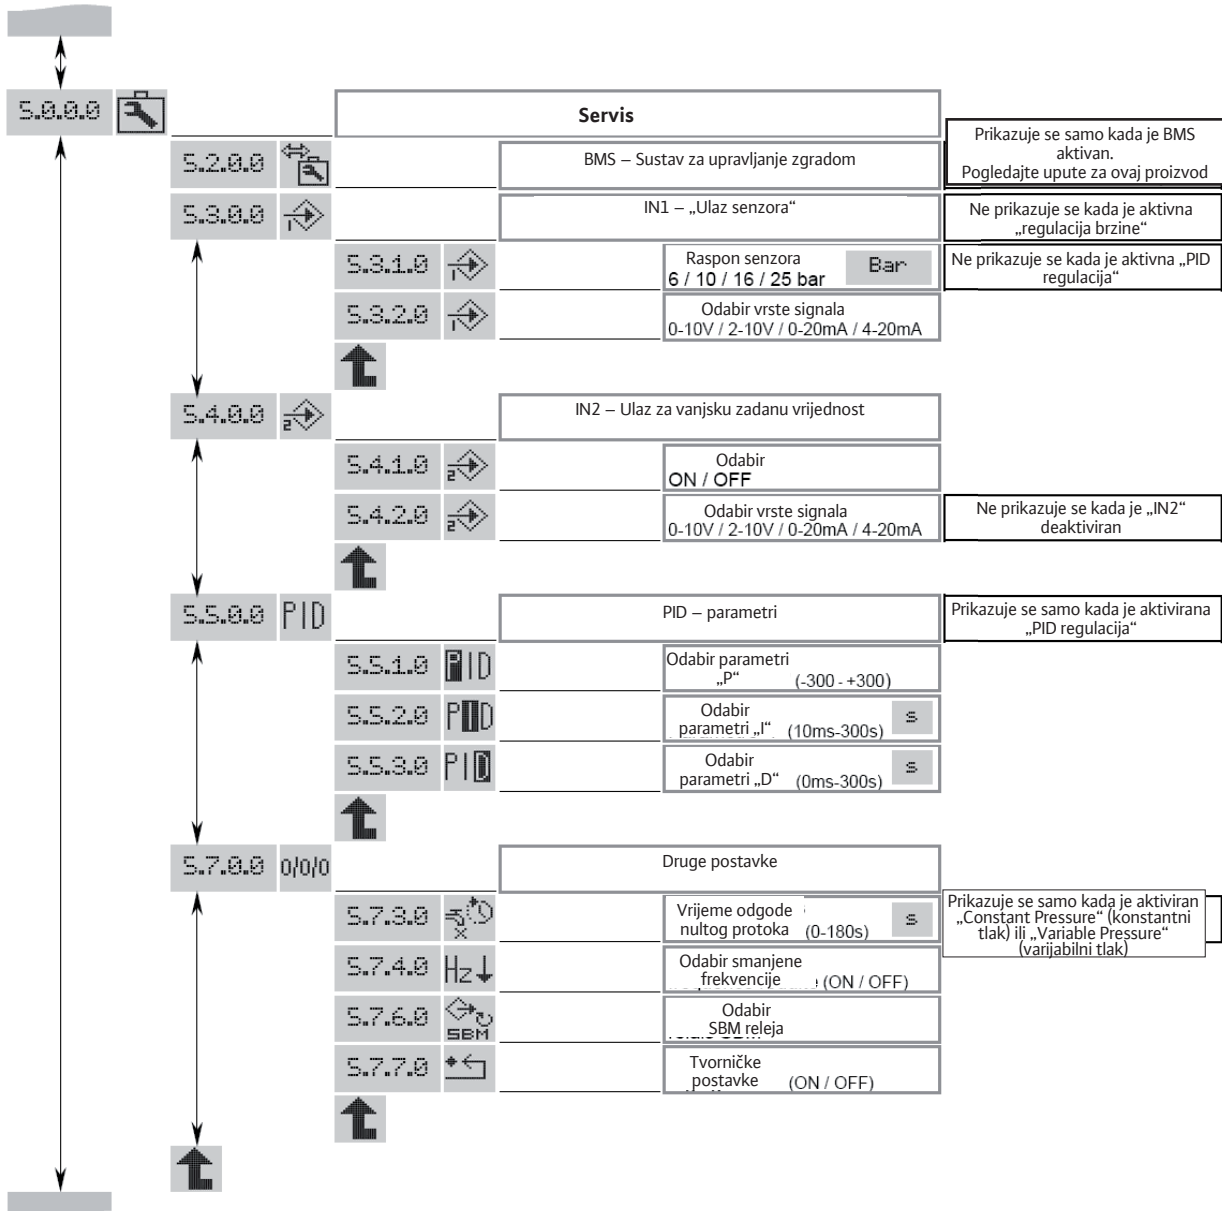 5.0.0.0
Servis
5.2.0.0
BMS – Sustav za upravljanje zgradom
Prikazuje se samo kada je BMS
aktivan.
Pogledajte upute za ovaj proizvod
5.3.0.0
1
IN1 – „Ulaz senzora“
Ne prikazuje se kada je aktivna
„regulacija brzine“
5.3.1.0
1
Raspon senzora
6 / 10 / 16 / 25 bar
Bar
Ne prikazuje se kada je aktivna „PID
regulacija“
5.3.2.0
1
Odabir vrste signala
0-10V / 2-10V / 0-20mA / 4-20mA
5.4.0.0
2
IN2 – Ulaz za vanjsku zadanu vrijednost
5.4.1.0
2
Odabir
ON / OFF
5.4.2.0
2
Odabir vrste signala
0-10V / 2-10V / 0-20mA / 4-20mA
Ne prikazuje se kada je „IN2“
deaktiviran
5.5.0.0
PID
PID – parametri
Prikazuje se samo kada je aktivirana
„PID regulacija“
5.5.1.0
PID
Odabir parametri
„P“ (-300 - +300)
5.5.2.0
PID
Odabir
parametri „I“ (10ms-300s)
s
5.5.3.0
PID
Odabir
parametri „D“ (0ms-300s)
s
5.7.0.0
0/0/0
Druge postavke
5.7.3.0
x
Vrijeme odgode
nultog protoka (0-180s)
s
Prikazuje se samo kada je aktiviran
„Constant Pressure“ (konstantni
tlak) ili „Variable Pressure“
(varijabilni tlak)
5.7.4.0
Hz
Odabir smanjene
frekvencije (ON / OFF)
5.7.6.0
SBM
Odabir
SBM releja
5.7.7.0
Tvorničke
postavke (ON / OFF)